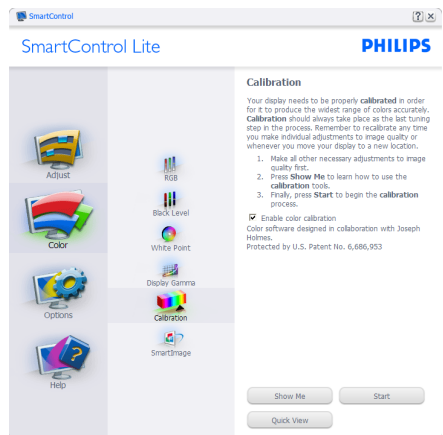 SmartControl
SmartControl Lite
PHILIPS
Adjust
Color
Options
Help
RGB
Black Level
White Point
Display Gamma
Calibration
SmartImage
Calibration
Your display needs to be properly calibrated in order
for it to produce the widest range of colors accurately.
Calibration should always take place as the last tuning
step in the process. Remember to recalibrate any time
you make individual adjustments to image quality or
whenever you move your display to a new location.
1. Make all other necessary adjustments to image
quality first.
2. Press Show Me to learn how to use the
calibration tools.
3. Finally, press Start to begin the calibration
process.
Enable color calibration
Color software designed in collaboration with Joseph
Holmes.
Protected by U.S. Patent No. 6,686,953
Show Me
Start
Quick View